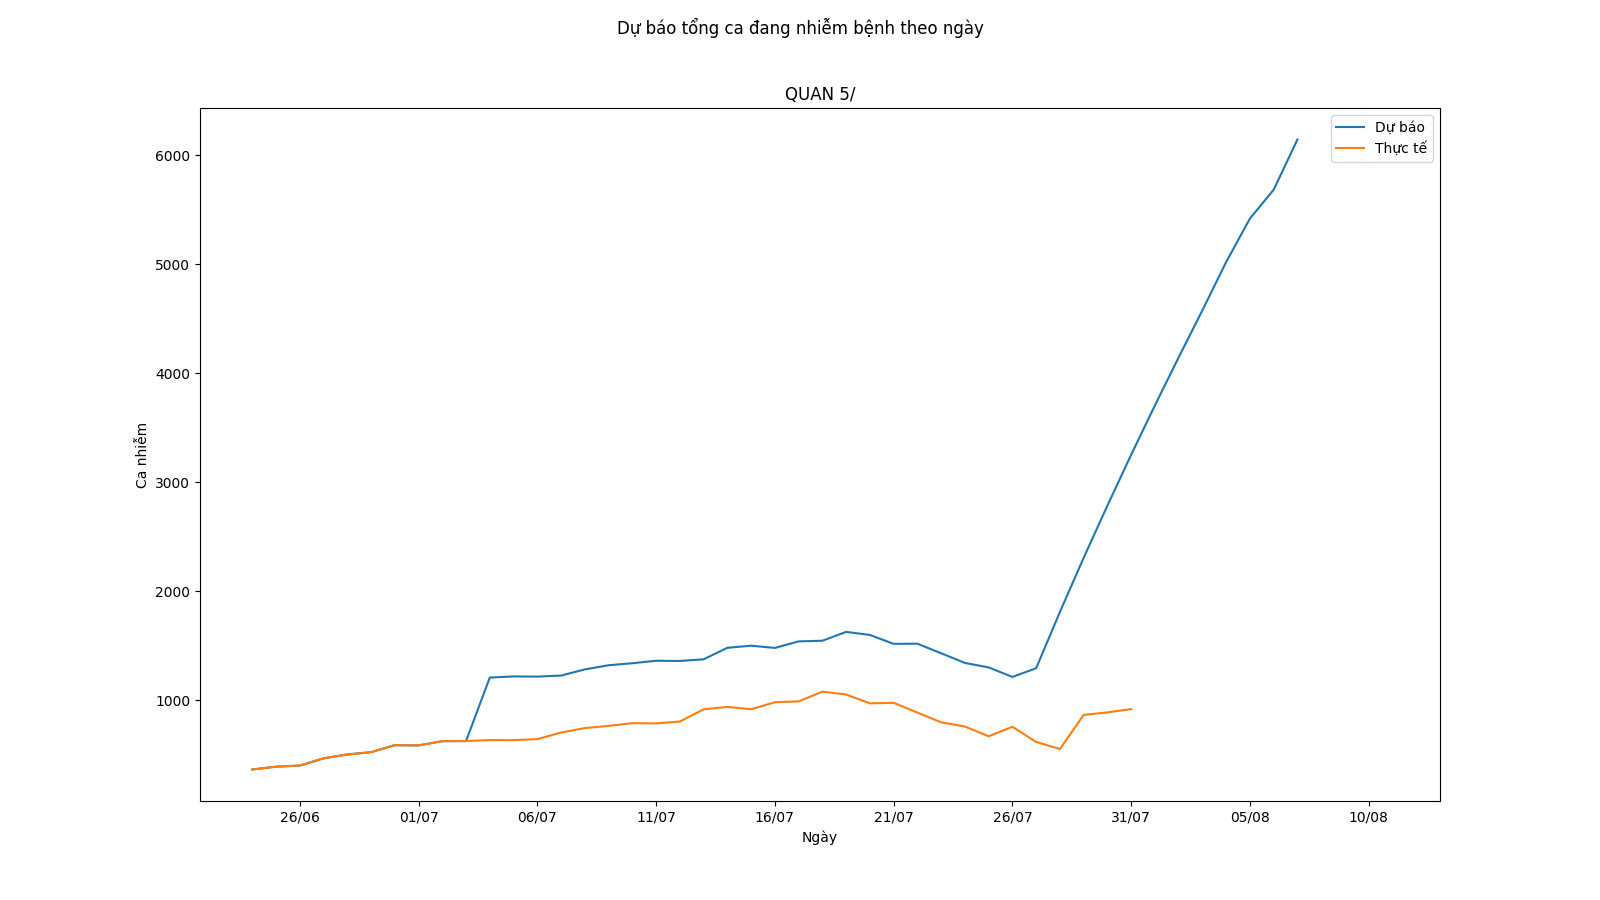 Dự báo tổng ca đang nhiễm bệnh theo ngày
QUAN 5/
Dự báo
Thực tế
6000
5000
4000
3000
2000
1000
Ca nhiễm
26/06 01/07 06/07 11/07 16/07 21/07 26/07 31/07 05/08 10/08
Ngày